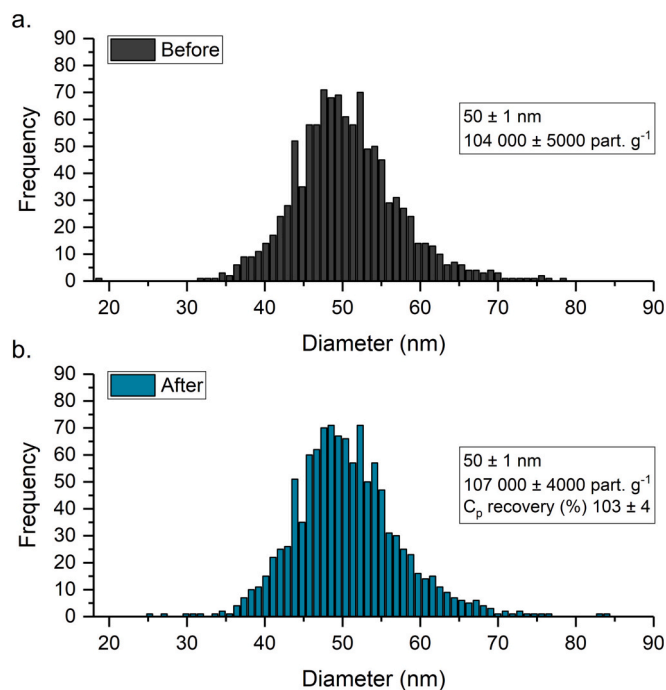 a.
90
80
70
60
50
40
30
20
10
0
Frequency
Before
50 ± 1 nm
104 000 ± 5000 part. g⁻¹
20 30 40 50 60 70 80 90
Diameter (nm)
b.
90
80
70
60
50
40
30
20
10
0
Frequency
After
50 ± 1 nm
107 000 ± 4000 part. g⁻¹
Cₚ recovery (%) 103 ± 4
20 30 40 50 60 70 80 90
Diameter (nm)